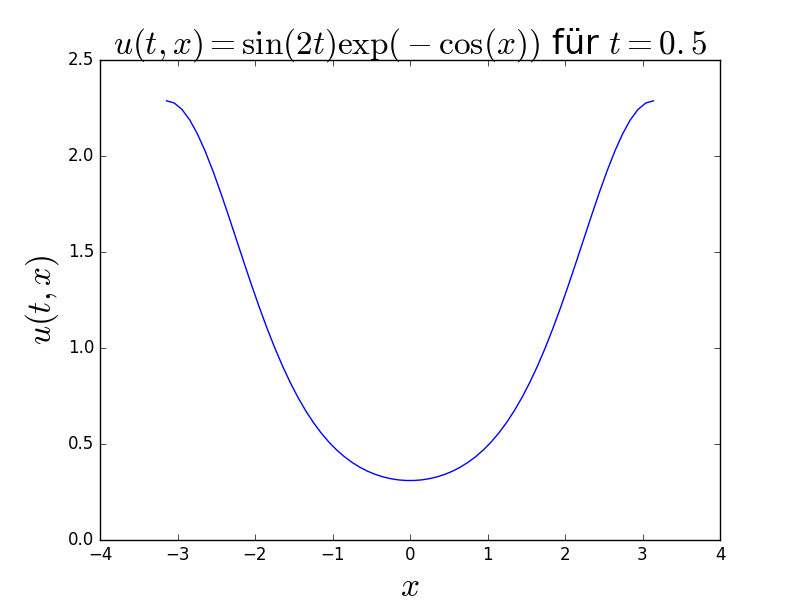 u(t, x) = sin(2t)exp(−cos(x)) für t = 0.5
2.5
2.0
1.5
1.0
0.5
0.0
u(t, x)
−4 −3 −2 −1 0 1 2 3 4
x